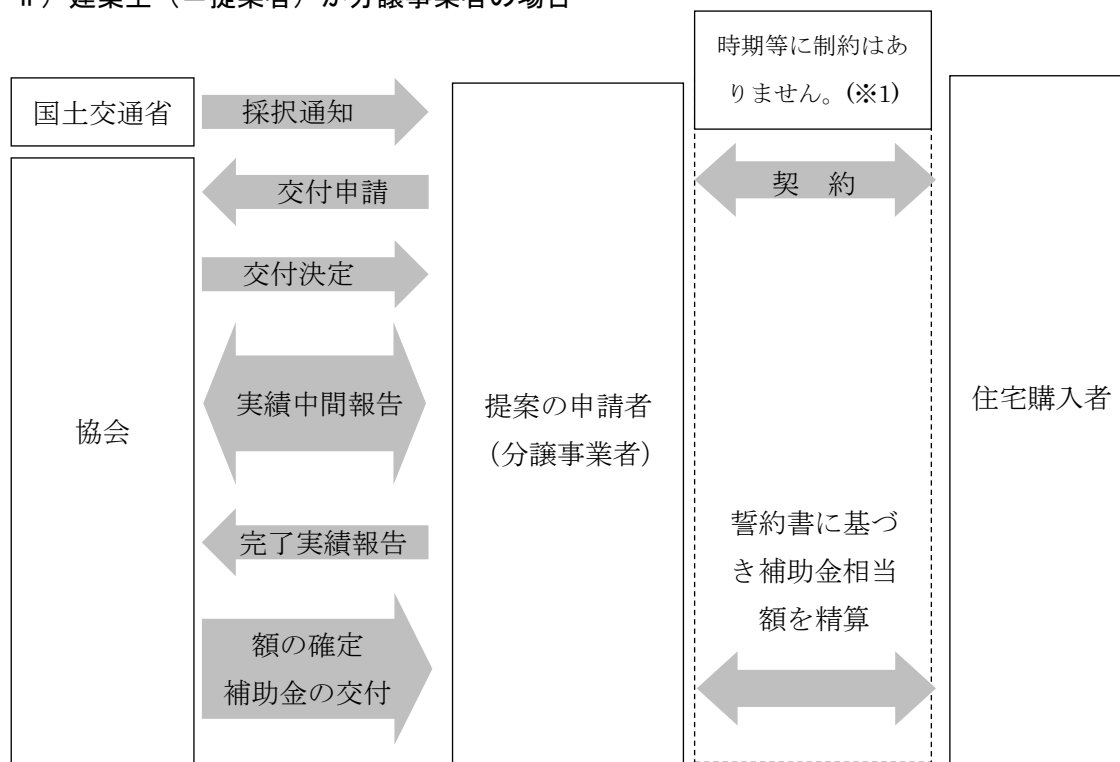 ⅱ）建築主（＝提案者）が分譲事業者の場合
時期等に制約はあ
りません。(※1)
国土交通省
採択通知
交付申請
契　約
交付決定
実績中間報告
協会
提案の申請者
（分譲事業者）
住宅購入者
完了実績報告
誓約書に基づ
き補助金相当
額を精算
額の確定
補助金の交付